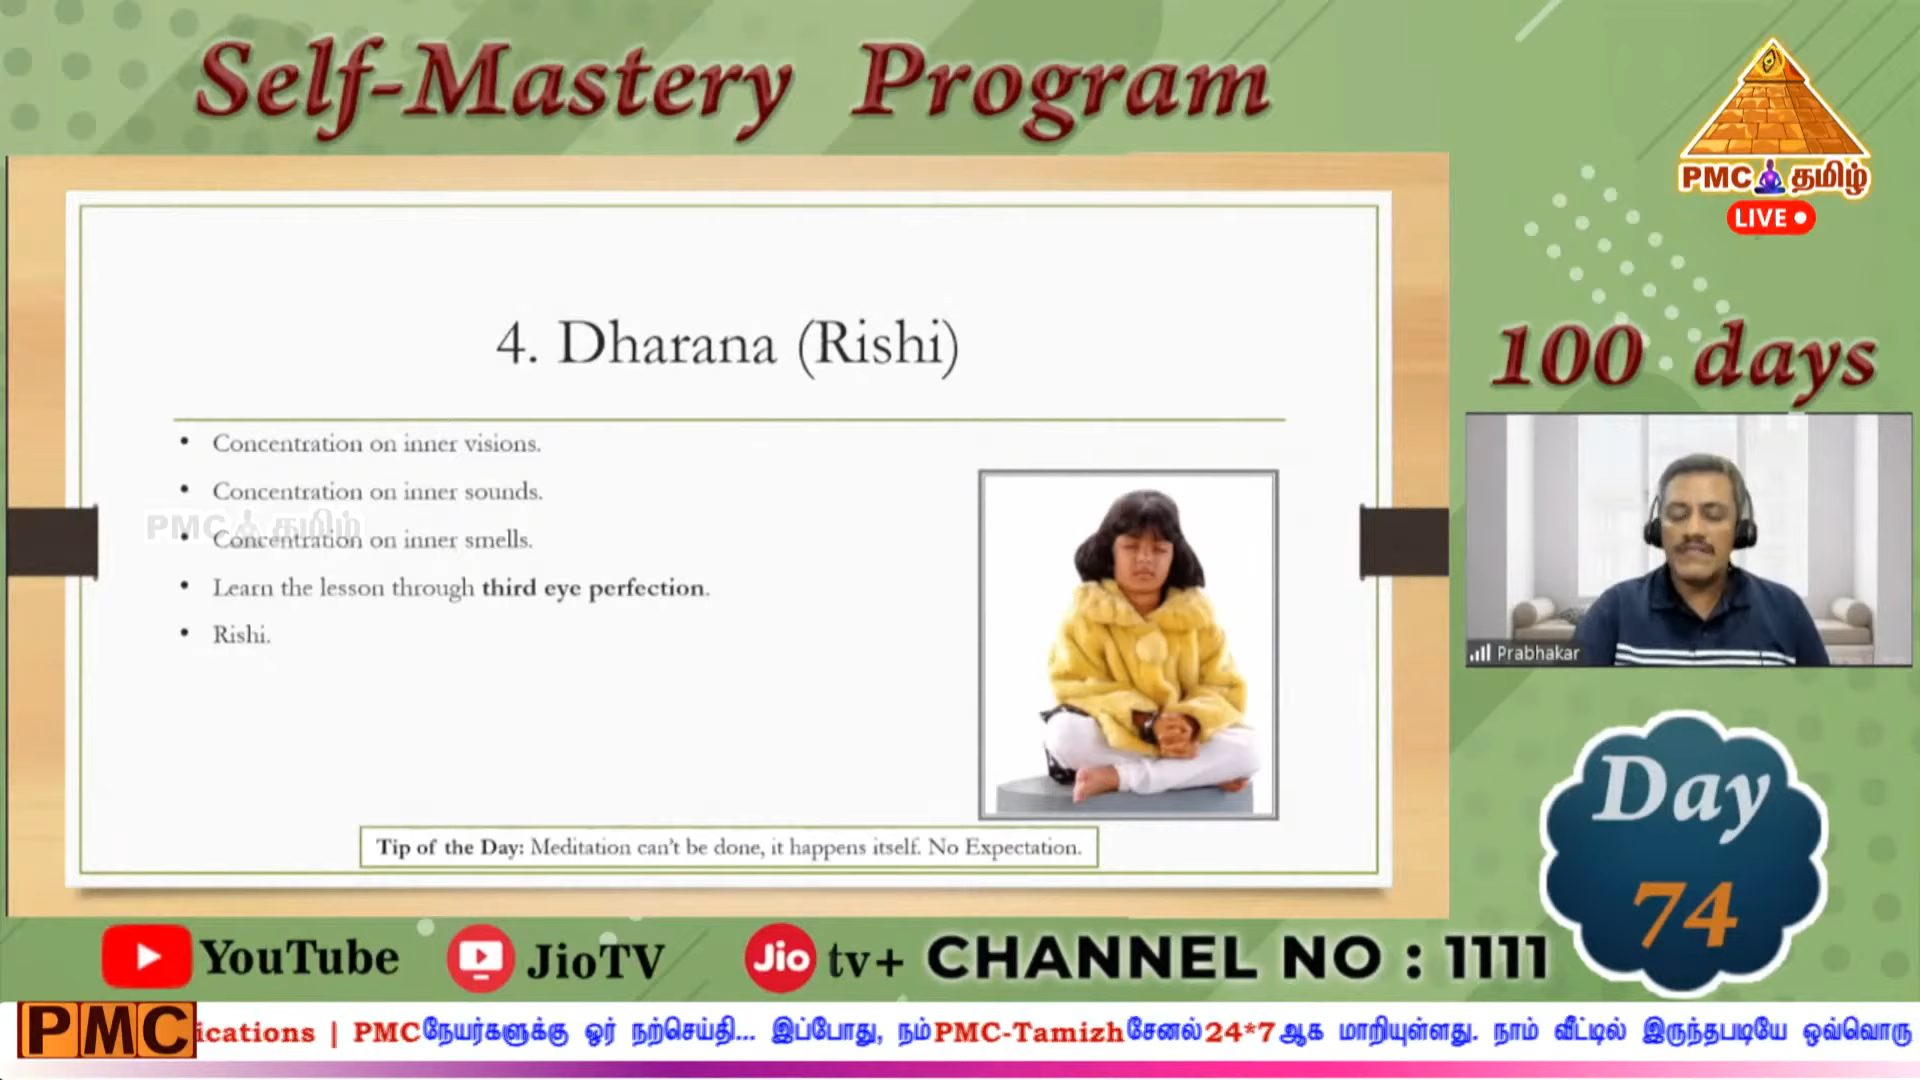 Self-Mastery Program
PMC தமிழ்
LIVE
4. Dharana (Rishi)
• Concentration on inner visions.
• Concentration on inner sounds.
• Concentration on inner smells.
PMC தமிழ்
• Learn the lesson through third eye perfection.
• Rishi.
Tip of the Day: Meditation can't be done, it happens itself. No Expectation.
100 days
Prabhakar
Day
74
YouTube
JioTV
Jio tv+
CHANNEL NO : 1111
PMC
ications | PMCநேயர்களுக்கு ஓர் நற்செய்தி... இப்போது, நம்PMC-Tamizhசேனல்24*7ஆக மாறியுள்ளது. நாம் வீட்டில் இருந்தபடியே ஒவ்வொரு